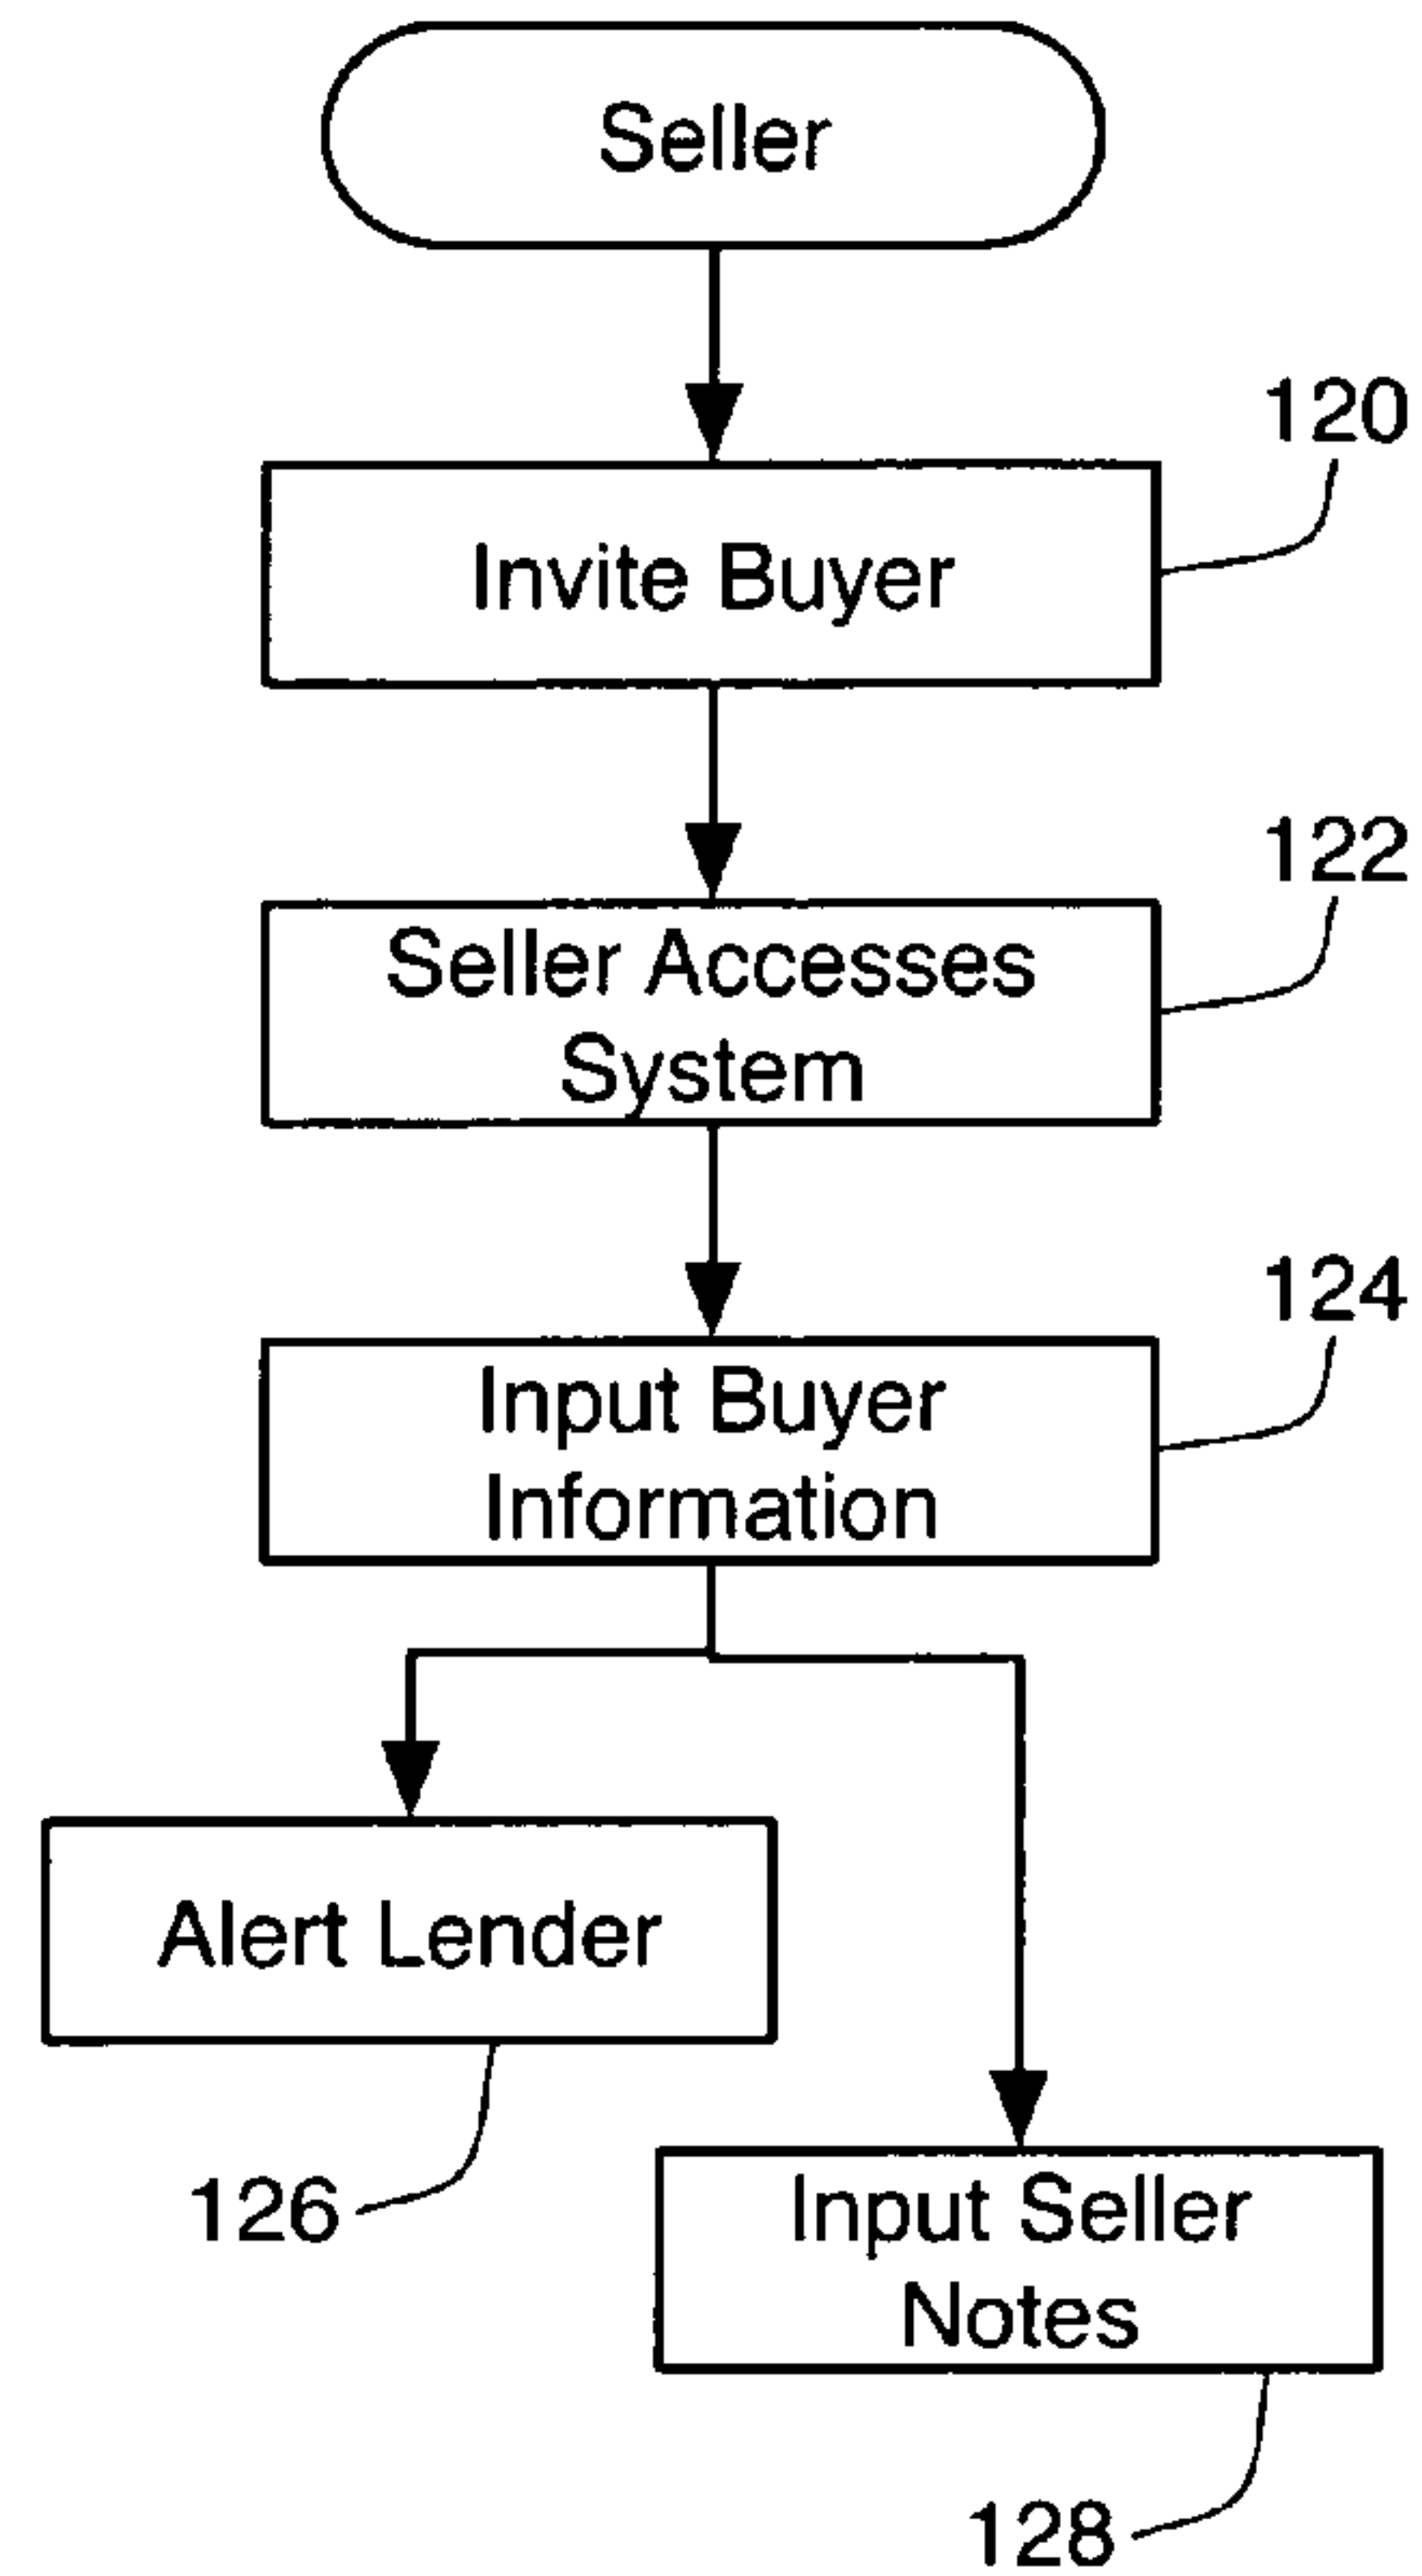 Seller
120
Invite Buyer
122
Seller Accesses
System
124
Input Buyer
Information
Alert Lender
126
Input Seller
Notes
128